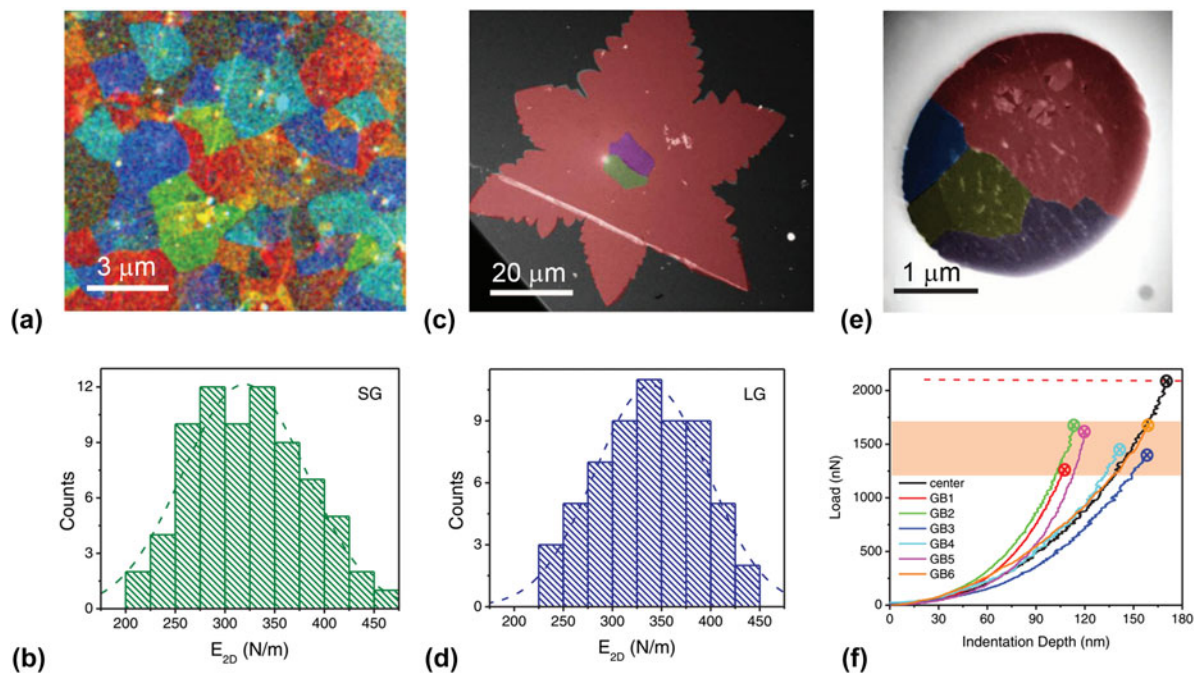 3 μm
(a)
20 μm
(c)
1 μm
(e)
SG
12
9
6
3
0
Counts
200 250 300 350 400 450
E2D (N/m)
(b)
LG
9
6
3
0
Counts
200 250 300 350 400 450
E2D (N/m)
(d)
2000
1500
1000
500
0
Load (nN)
center
GB1
GB2
GB3
GB4
GB5
GB6
0 30 60 90 120 150 180
Indentation Depth (nm)
(f)